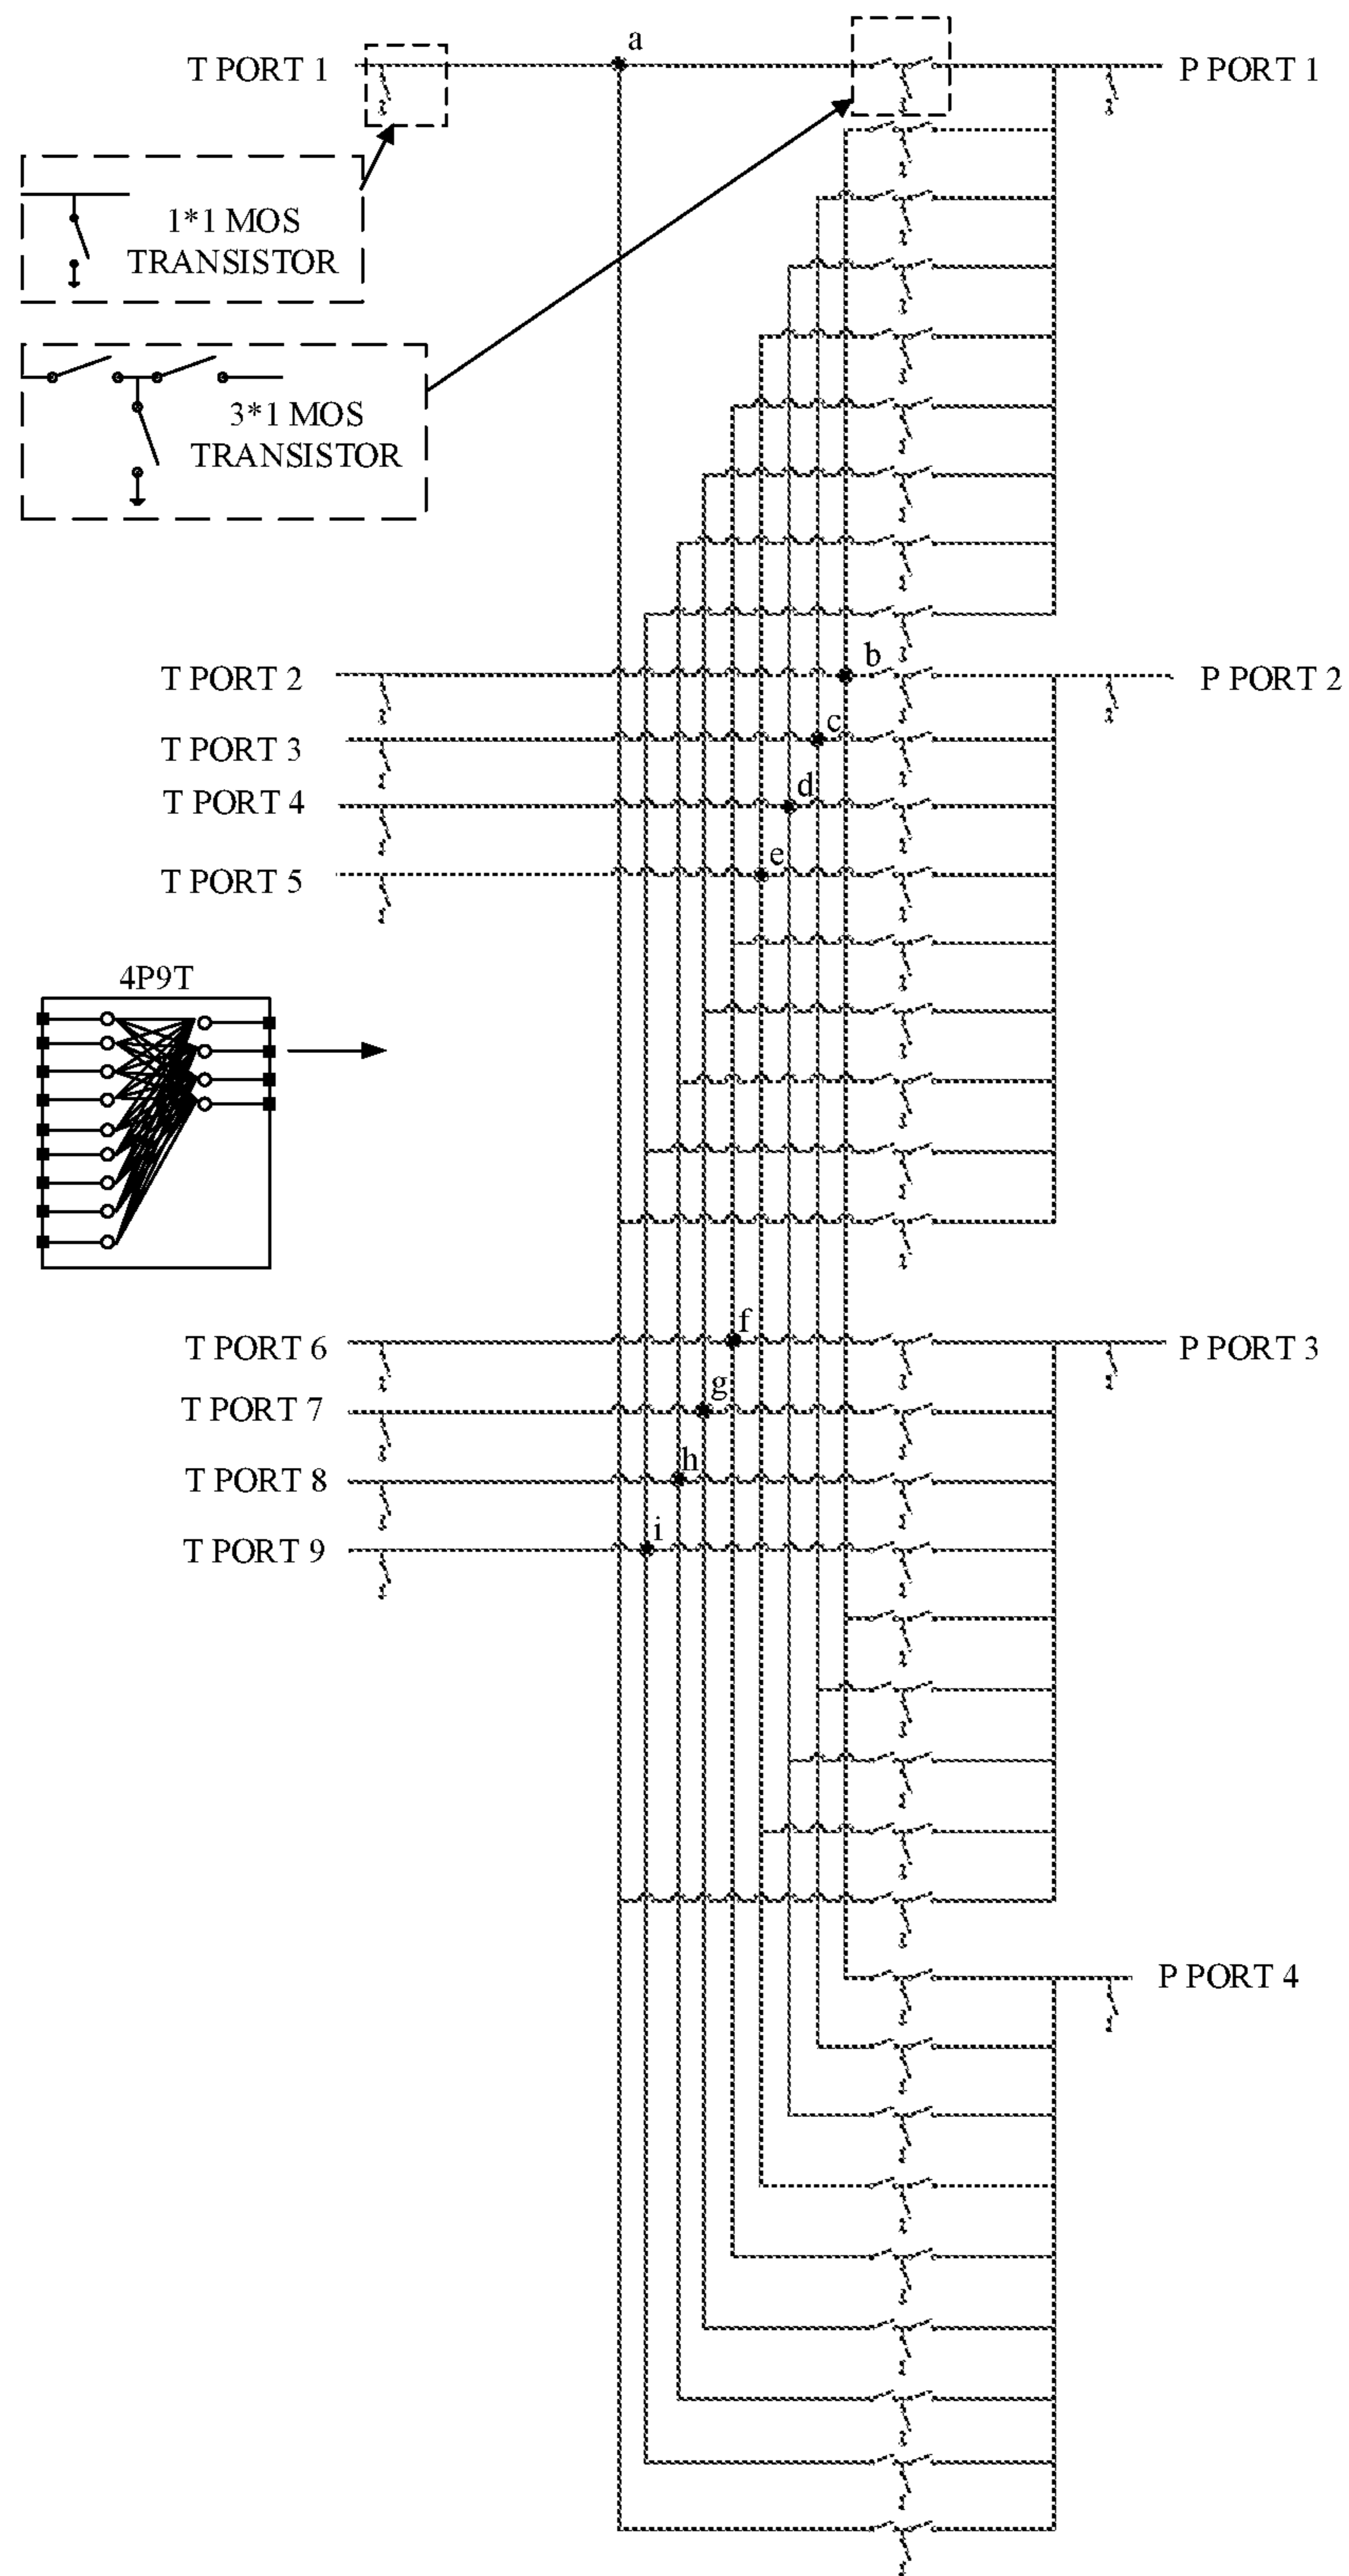 a
T PORT 1
P PORT 1
1*1 MOS
TRANSISTOR
3*1 MOS
TRANSISTOR
b
T PORT 2
P PORT 2
c
T PORT 3
d
T PORT 4
e
T PORT 5
4P9T
f
T PORT 6
P PORT 3
g
T PORT 7
h
T PORT 8
i
T PORT 9
P PORT 4